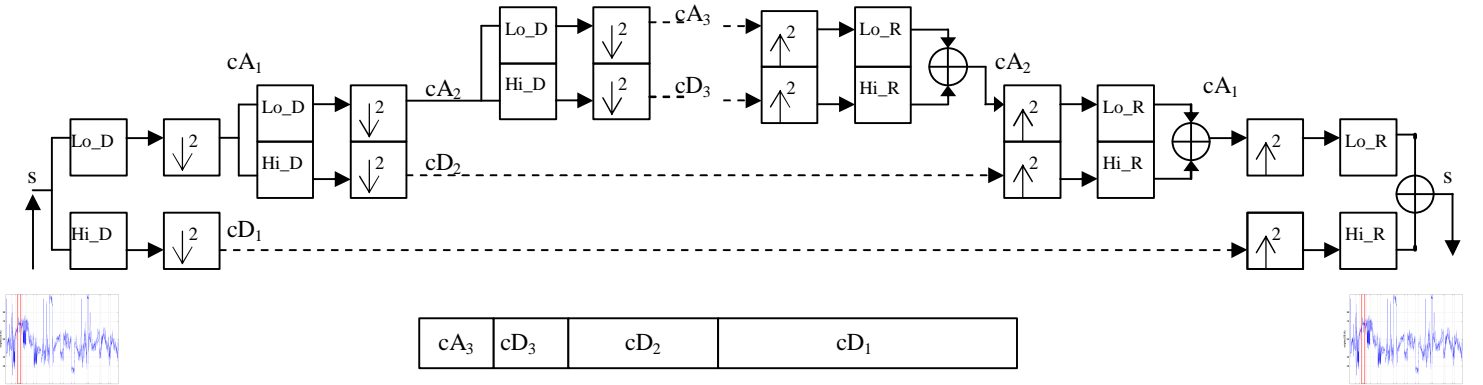 Lo_D ↓2 cA₃ ↑2 Lo_R
Hi_D ↓2 cD₃ ↑2 Hi_R
cA₁ cA₂ cA₂ cA₁
Lo_D ↓2 ↑2 Lo_R
Hi_D ↓2 cD₂ ↑2 Hi_R
Lo_D ↓2 ↑2 Lo_R
s s
Hi_D ↓2 cD₁ ↑2 Hi_R
cA₃ cD₃ cD₂ cD₁